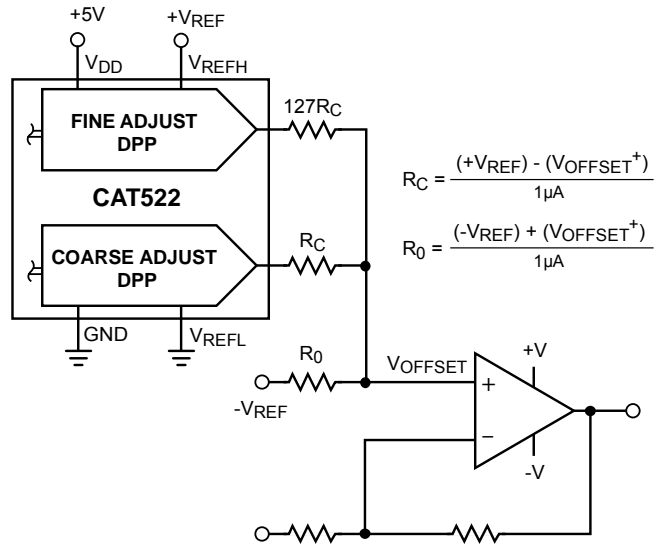 +5V
+VREF
VDD
VREFH
FINE ADJUST
DPP
127RC
CAT522
RC = (+VREF) - (VOFFSET+)
1µA
COARSE ADJUST
DPP
RC
R0 = (-VREF) + (VOFFSET+)
1µA
GND
VREFL
R0
VOFFSET
+V
-VREF
+
−
-V